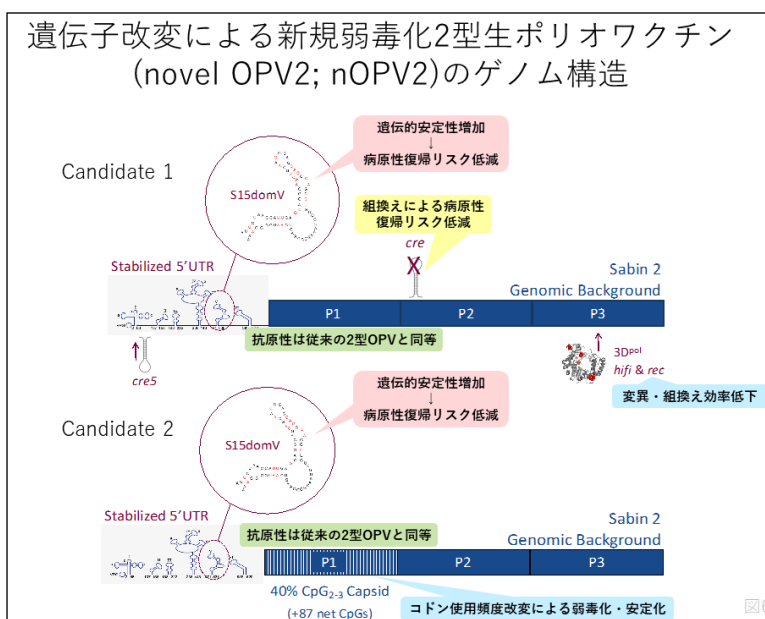 遺伝子改変による新規弱毒化2型生ポリオワクチン
(novel OPV2; nOPV2)のゲノム構造
Candidate 1
S15domV
遺伝的安定性増加
↓
病原性復帰リスク低減
組換えによる病原性
復帰リスク低減
cre
Stabilized 5'UTR
Sabin 2
Genomic Background
P1
P2
P3
抗原性は従来の2型OPVと同等
cre5
3Dpol
hifi & rec
変異・組換え効率低下
Candidate 2
S15domV
遺伝的安定性増加
↓
病原性復帰リスク低減
Stabilized 5'UTR
抗原性は従来の2型OPVと同等
Sabin 2
Genomic Background
P1
P2
P3
40% CpG2-3 Capsid
(+87 net CpGs)
コドン使用頻度改変による弱毒化・安定化
図6